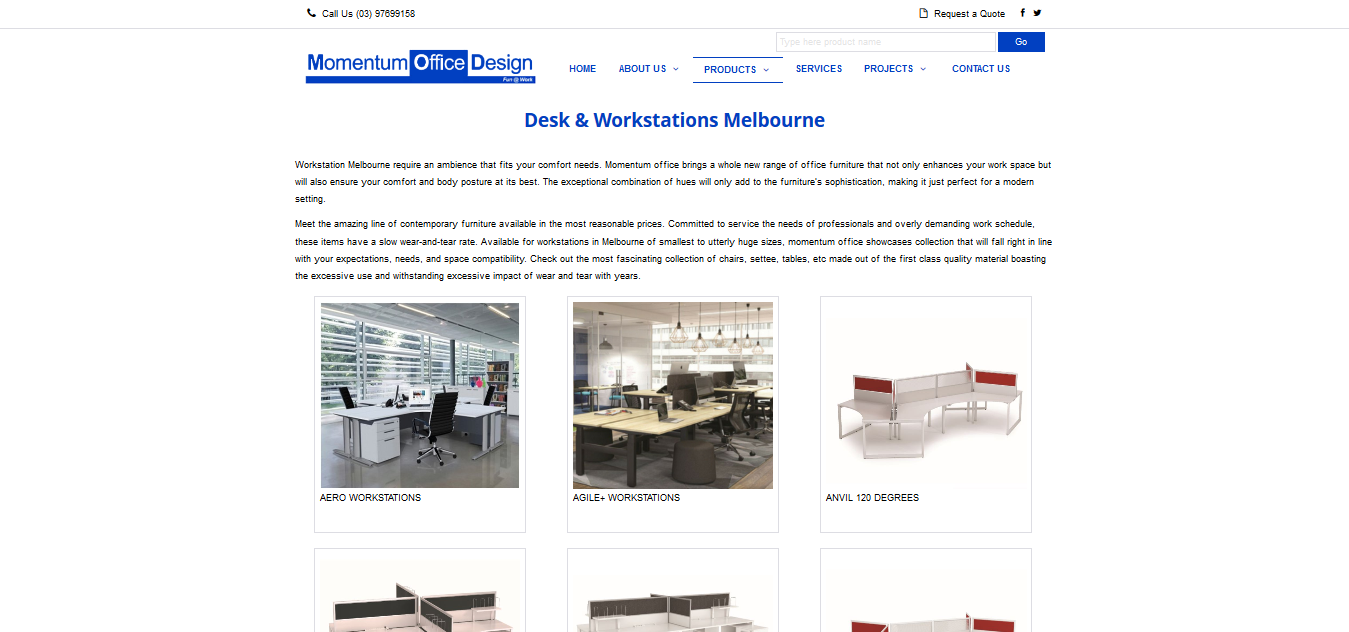 Call Us (03) 97699158
Request a Quote
Type here product name
Go
Momentum Office Design
Fun @ Work
HOME
ABOUT US
PRODUCTS
SERVICES
PROJECTS
CONTACT US
Desk & Workstations Melbourne
Workstation Melbourne require an ambience that fits your comfort needs. Momentum office brings a whole new range of office furniture that not only enhances your work space but
will also ensure your comfort and body posture at its best. The exceptional combination of hues will only add to the furniture's sophistication, making it just perfect for a modern
setting.
Meet the amazing line of contemporary furniture available in the most reasonable prices. Committed to service the needs of professionals and overly demanding work schedule,
these items have a slow wear-and-tear rate. Available for workstations in Melbourne of smallest to utterly huge sizes, momentum office showcases collection that will fall right in line
with your expectations, needs, and space compatibility. Check out the most fascinating collection of chairs, settee, tables, etc made out of the first class quality material boasting
the excessive use and withstanding excessive impact of wear and tear with years.
AERO WORKSTATIONS
AGILE+ WORKSTATIONS
ANVIL 120 DEGREES